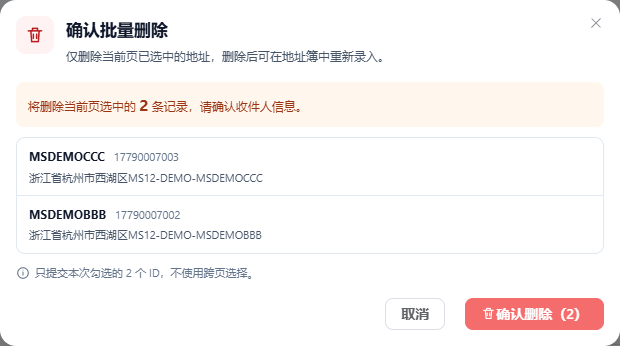 确认批量删除
仅删除当前页已选中的地址，删除后可在地址簿中重新录入。
将删除当前页选中的 2 条记录，请确认收件人信息。
MSDEMOCCC 17790007003
浙江省杭州市西湖区MS12-DEMO-MSDEMOCCC
MSDEMOBBB 17790007002
浙江省杭州市西湖区MS12-DEMO-MSDEMOBBB
只提交本次勾选的 2 个 ID，不使用跨页选择。
取消
确认删除（2）